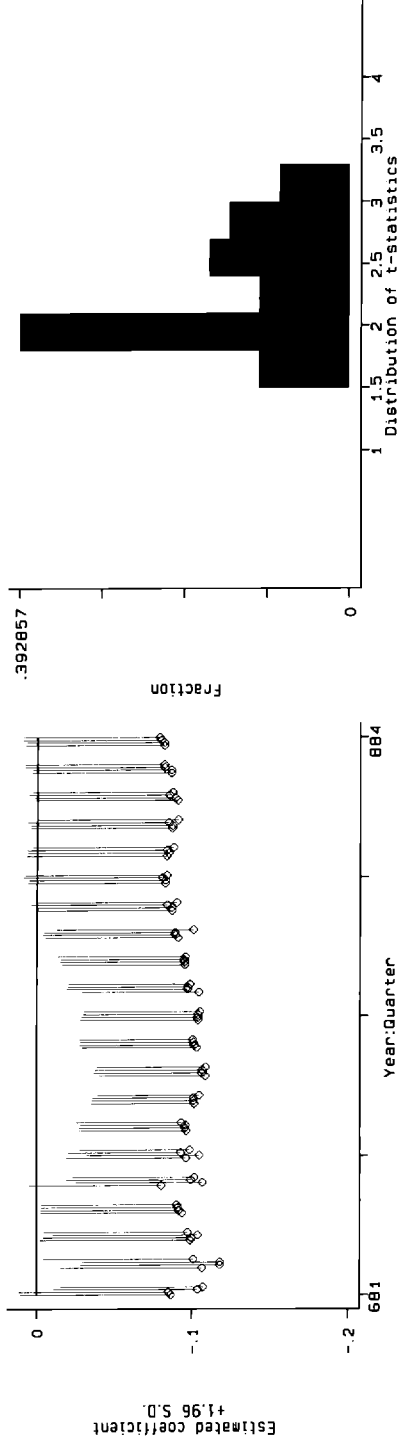 Estimated coefficient
+1.96 S.D.
0
-.1
-.2
681
884
Year:Quarter
Fraction
.392857
0
1
1.5
2
2.5
3
3.5
4
Distribution of t-statistics